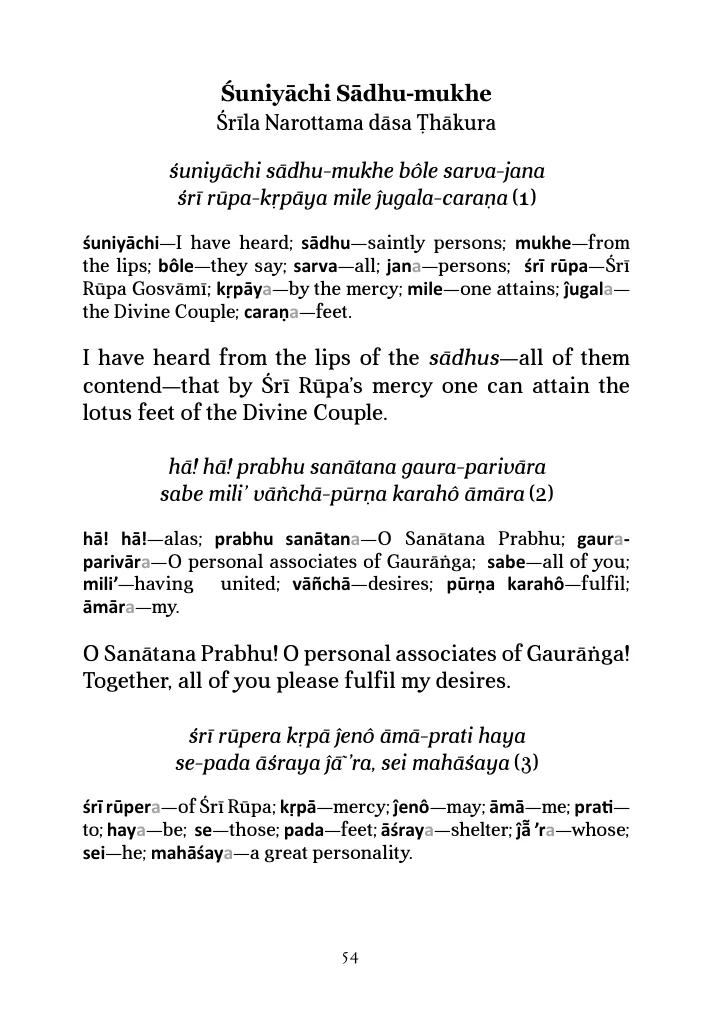 Śuniyāchi Sādhu-mukhe
Śrīla Narottama dāsa Ṭhākura
śuniyāchi sādhu-mukhe bôle sarva-jana
śrī rūpa-kṛpāya mile ĵugala-caraṇa (1)
śuniyāchi—I have heard; sādhu—saintly persons; mukhe—from
the lips; bôle—they say; sarva—all; jana—persons; śrī rūpa—Śrī
Rūpa Gosvāmī; kṛpāya—by the mercy; mile—one attains; ĵugala—
the Divine Couple; caraṇa—feet.
I have heard from the lips of the sādhus—all of them
contend—that by Śrī Rūpa’s mercy one can attain the
lotus feet of the Divine Couple.
hā! hā! prabhu sanātana gaura-parivāra
sabe mili’ vāñchā-pūrṇa karahô āmāra (2)
hā! hā!—alas; prabhu sanātana—O Sanātana Prabhu; gaura-
parivāra—O personal associates of Gaurāṅga; sabe—all of you;
mili’—having united; vāñchā—desires; pūrṇa karahô—fulfil;
āmāra—my.
O Sanātana Prabhu! O personal associates of Gaurāṅga!
Together, all of you please fulfil my desires.
śrī rūpera kṛpā ĵenô āmā-prati haya
se-pada āśraya ĵā̃’ra, sei mahāśaya (3)
śrī rūpera—of Śrī Rūpa; kṛpā—mercy; ĵenô—may; āmā—me; prati—
to; haya—be; se—those; pada—feet; āśraya—shelter; ĵā̃ ’ra—whose;
sei—he; mahāśaya—a great personality.
54